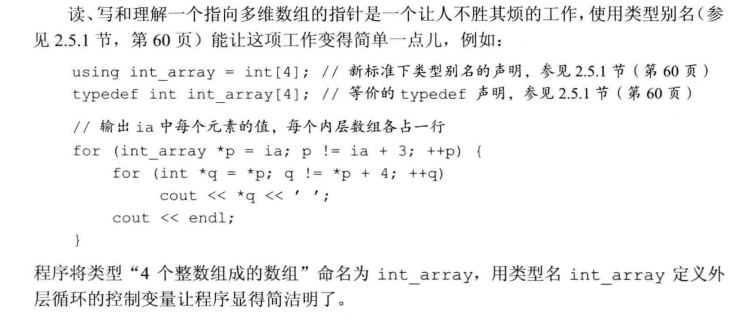 读、写和理解一个指向多维数组的指针是一个让人不胜其烦的工作，使用类型别名（参
见 2.5.1 节，第 60 页）能让这项工作变得简单一点儿，例如：
using int_array = int[4]; // 新标准下类型别名的声明，参见 2.5.1 节（第 60 页）
typedef int int_array[4]; // 等价的 typedef 声明，参见 2.5.1 节（第 60 页）
// 输出 ia 中每个元素的值，每个内层数组各占一行
for (int_array *p = ia; p != ia + 3; ++p) {
for (int *q = *p; q != *p + 4; ++q)
cout << *q << ' ';
cout << endl;
}
程序将类型“4 个整数组成的数组”命名为 int_array，用类型名 int_array 定义外
层循环的控制变量让程序显得简洁明了。